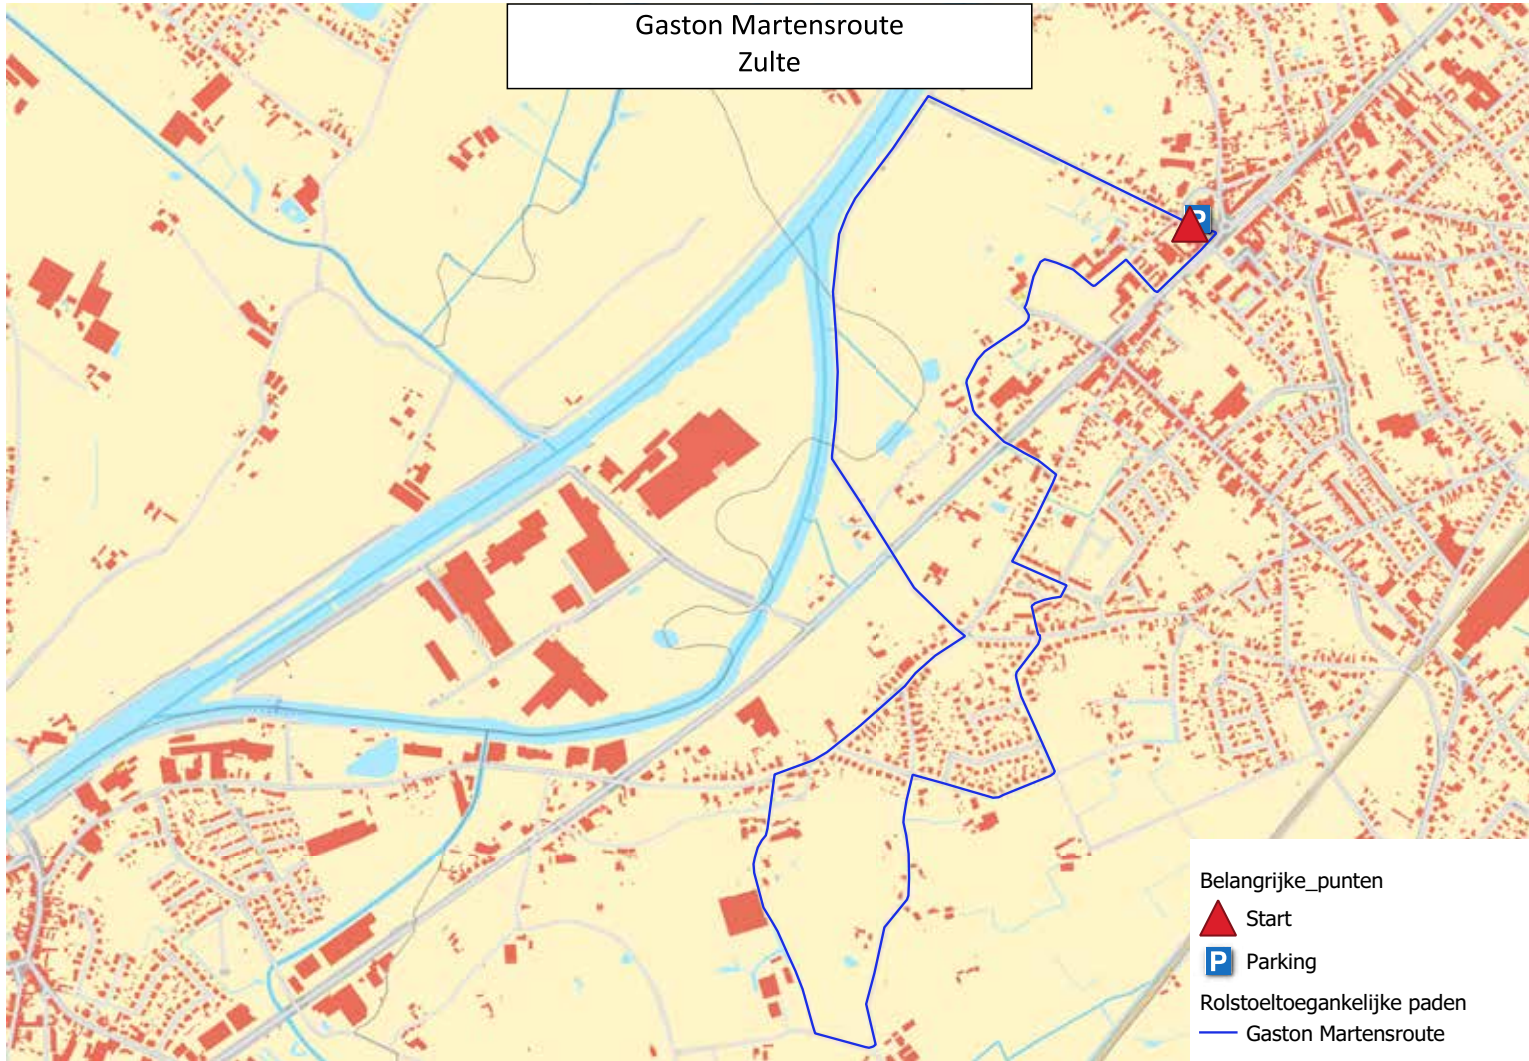 Gaston Martensroute
Zulte
P
Belangrijke_punten
Start
P Parking
Rolstoeltoegankelijke paden
Gaston Martensroute